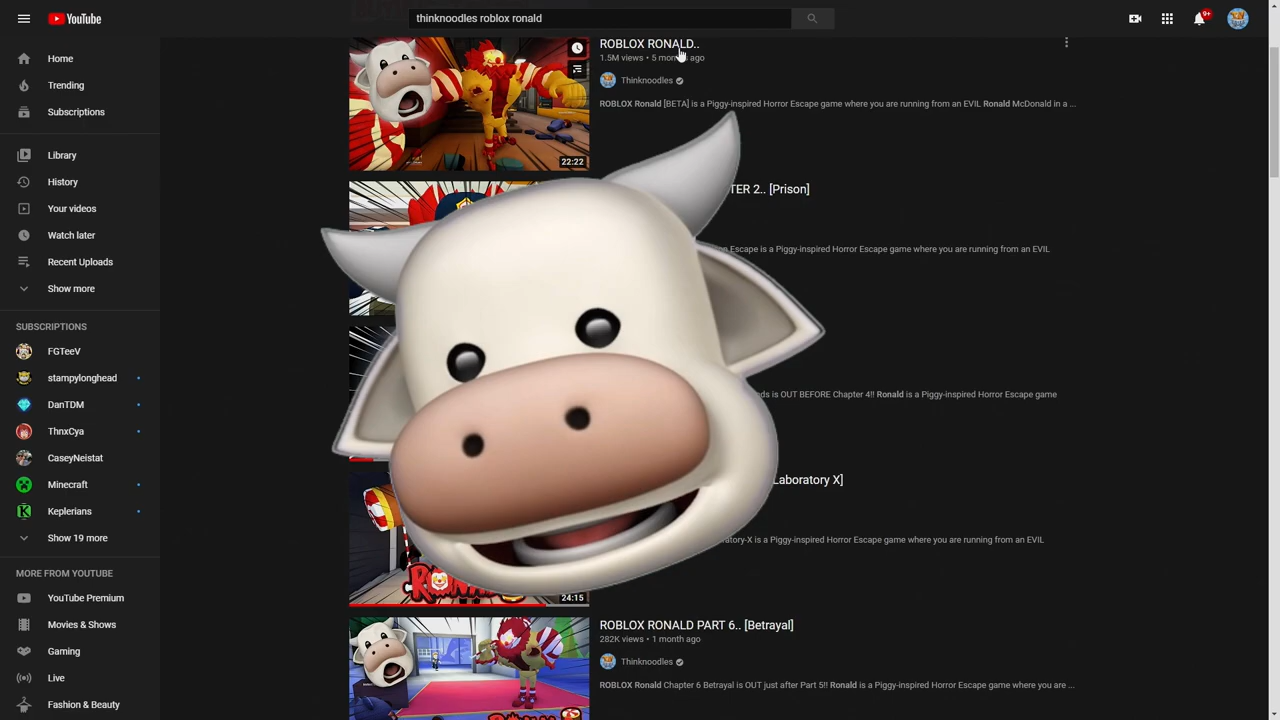 YouTube
thinknoodles roblox ronald
9+
Home
Trending
Subscriptions
Library
History
Your videos
Watch later
Recent Uploads
Show more
SUBSCRIPTIONS
FGTeeV
stampylonghead
DanTDM
ThnxCya
CaseyNeistat
Minecraft
Keplerians
Show 19 more
MORE FROM YOUTUBE
YouTube Premium
Movies & Shows
Gaming
Live
Fashion & Beauty
22:22
ROBLOX RONALD..
1.5M views • 5 months ago
Thinknoodles
ROBLOX Ronald [BETA] is a Piggy-inspired Horror Escape game where you are running from an EVIL Ronald McDonald in a ...
TER 2.. [Prison]
Escape is a Piggy-inspired Horror Escape game where you are running from an EVIL
is OUT BEFORE Chapter 4!! Ronald is a Piggy-inspired Horror Escape game
24:15
Laboratory X]
ratory-X is a Piggy-inspired Horror Escape game where you are running from an EVIL
ROBLOX RONALD PART 6.. [Betrayal]
282K views • 1 month ago
Thinknoodles
ROBLOX Ronald Chapter 6 Betrayal is OUT just after Part 5!! Ronald is a Piggy-inspired Horror Escape game where you are ...